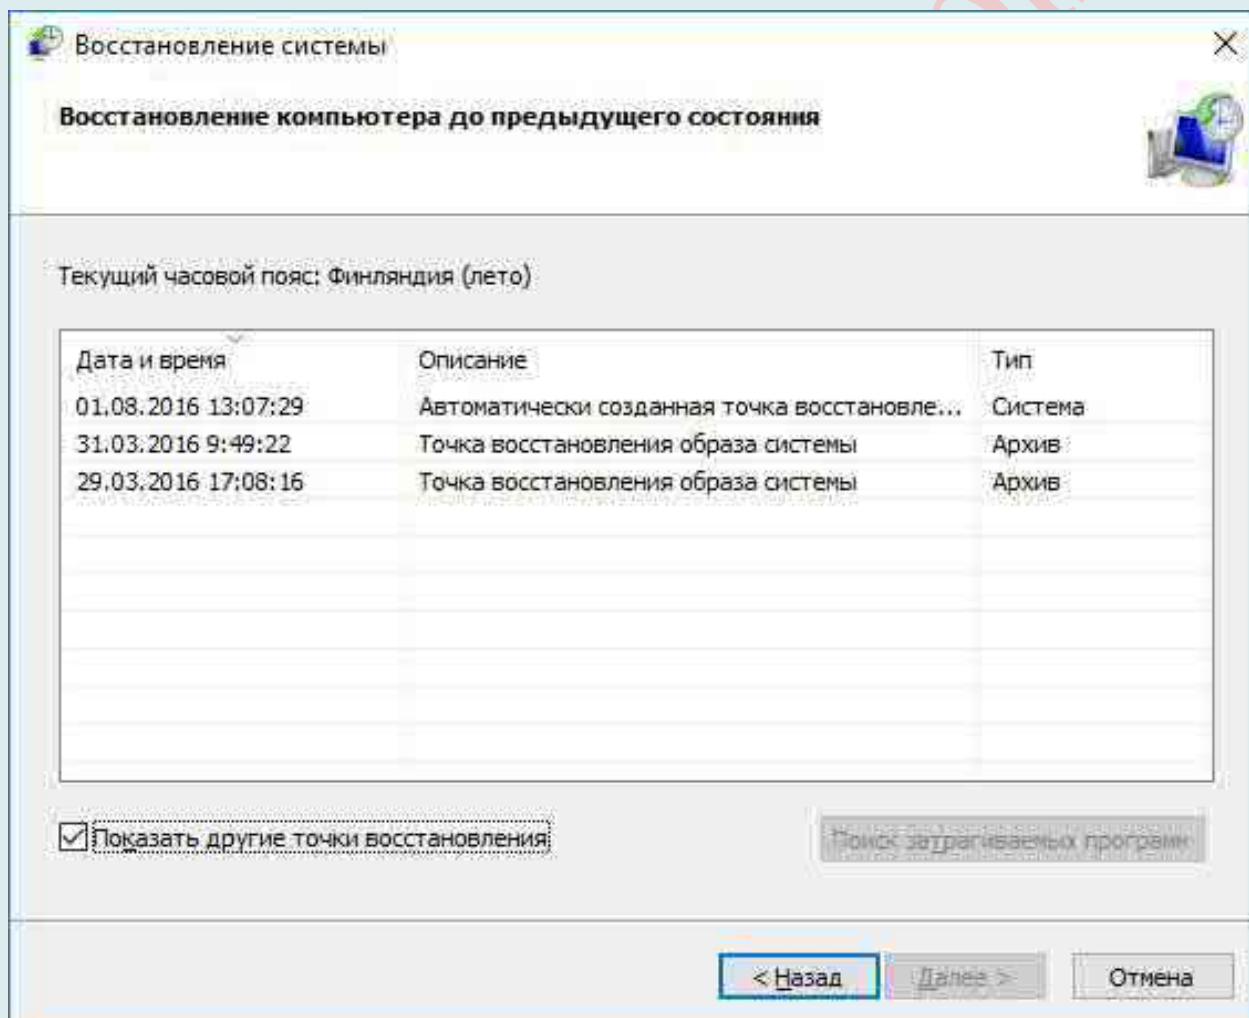 Восстановление системы
Восстановление компьютера до предыдущего состояния
Текущий часовой пояс: Финляндия (лето)
Дата и время Описание Тип
01.08.2016 13:07:29 Автоматически созданная точка восстановле... Система
31.03.2016 9:49:22 Точка восстановления образа системы Архив
29.03.2016 17:08:16 Точка восстановления образа системы Архив
Показать другие точки восстановления Поиск затрагиваемых программ
< Назад Далее > Отмена